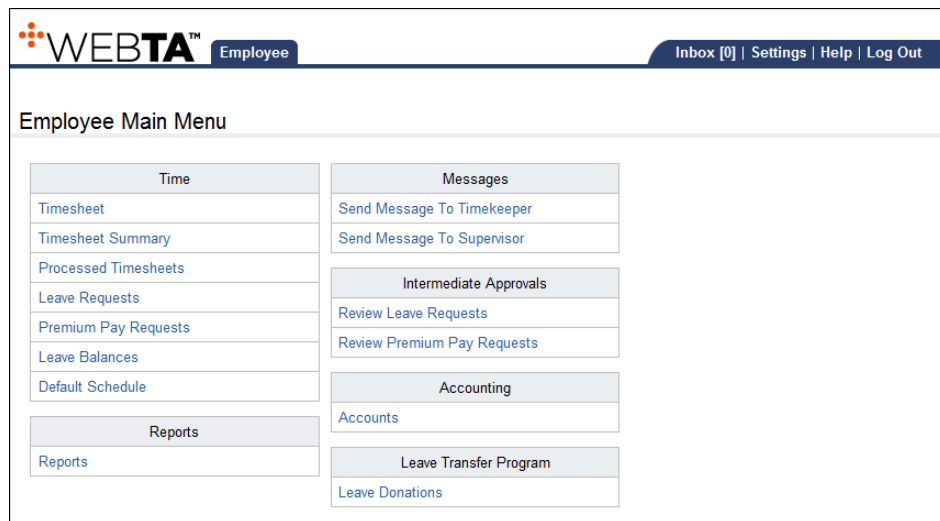 WEBTA™ Employee
Inbox [0] | Settings | Help | Log Out
Employee Main Menu
Time
Timesheet
Timesheet Summary
Processed Timesheets
Leave Requests
Premium Pay Requests
Leave Balances
Default Schedule
Reports
Reports
Messages
Send Message To Timekeeper
Send Message To Supervisor
Intermediate Approvals
Review Leave Requests
Review Premium Pay Requests
Accounting
Accounts
Leave Transfer Program
Leave Donations